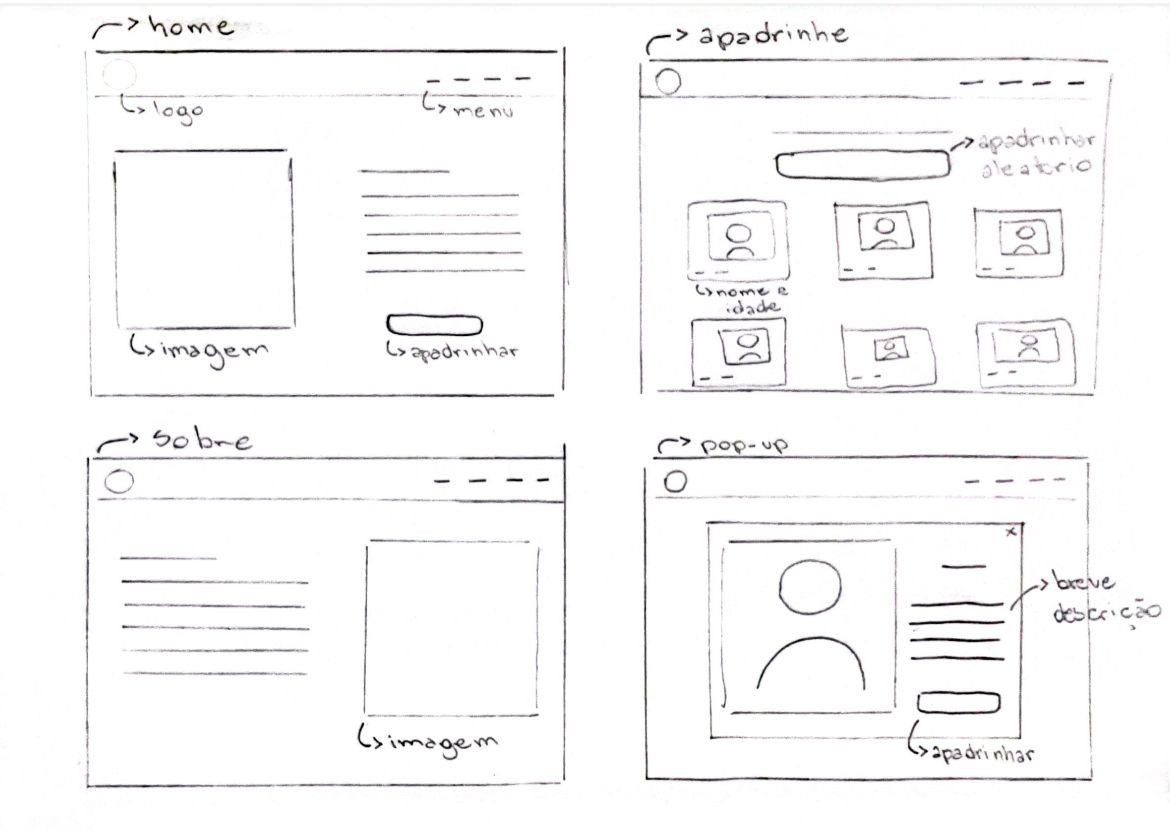 home
logo
menu
imagem
apadrinhar
apadrinhe
apadrinhar
aleatorio
nome e
idade
sobre
imagem
pop-up
x
breve
descrição
apadrinhar